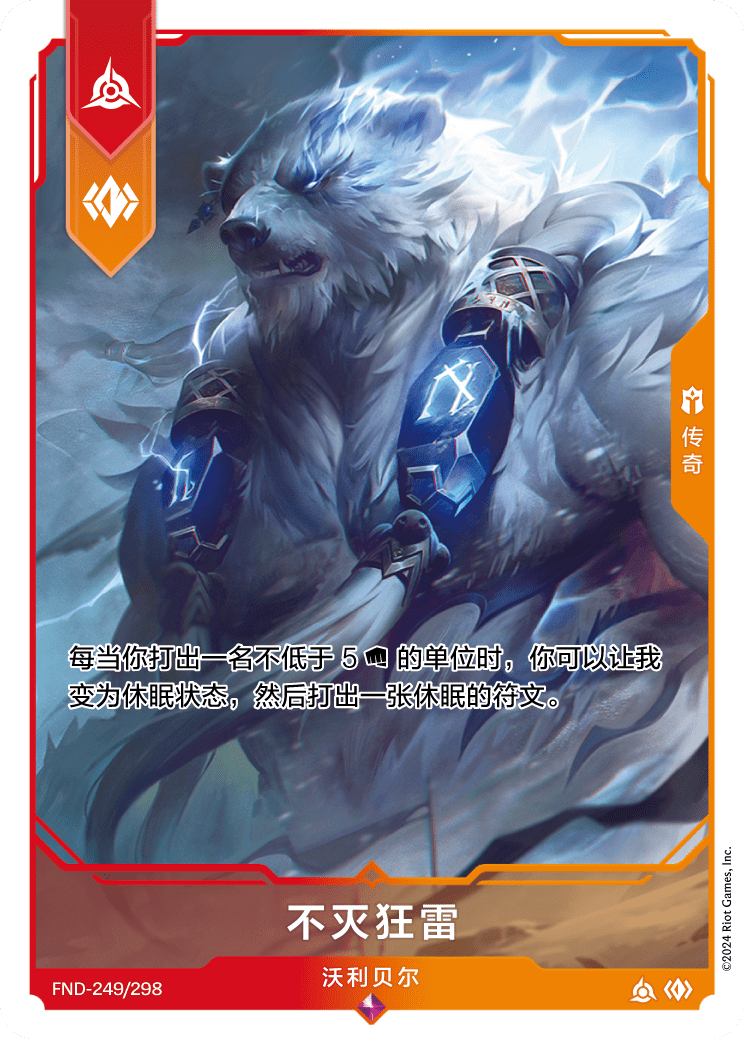 传奇
每当你打出一名不低于 5 的单位时，你可以让我
变为休眠状态，然后打出一张休眠的符文。
不灭狂雷
沃利贝尔
FND-249/298
©2024 Riot Games, Inc.